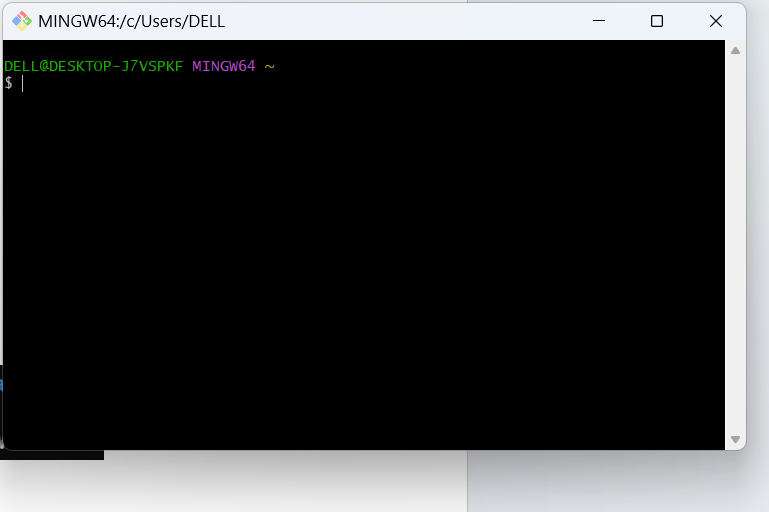 MINGW64:/c/Users/DELL
DELL@DESKTOP-J7VSPKF MINGW64 ~
$